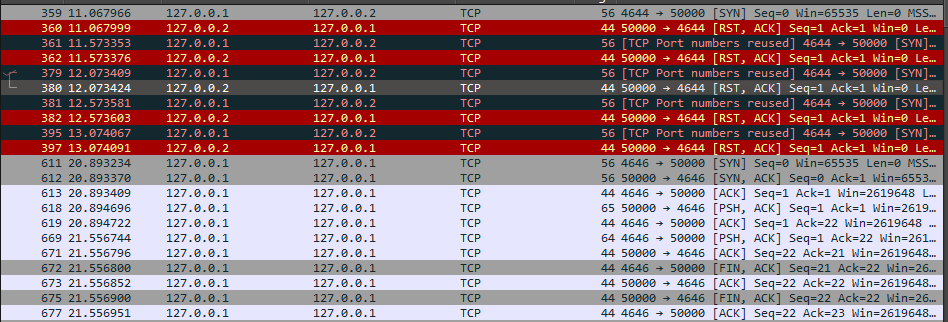 359 11.067966 127.0.0.1 127.0.0.2 TCP 56 4644 → 50000 [SYN] Seq=0 Win=65535 Len=0 MSS…
360 11.067999 127.0.0.2 127.0.0.1 TCP 44 50000 → 4644 [RST, ACK] Seq=1 Ack=1 Win=0 Le…
361 11.573353 127.0.0.1 127.0.0.2 TCP 56 [TCP Port numbers reused] 4644 → 50000 [SYN]…
362 11.573376 127.0.0.2 127.0.0.1 TCP 44 50000 → 4644 [RST, ACK] Seq=1 Ack=1 Win=0 Le…
379 12.073409 127.0.0.1 127.0.0.2 TCP 56 [TCP Port numbers reused] 4644 → 50000 [SYN]…
380 12.073424 127.0.0.2 127.0.0.1 TCP 44 50000 → 4644 [RST, ACK] Seq=1 Ack=1 Win=0 Le…
381 12.573581 127.0.0.1 127.0.0.2 TCP 56 [TCP Port numbers reused] 4644 → 50000 [SYN]…
382 12.573603 127.0.0.2 127.0.0.1 TCP 44 50000 → 4644 [RST, ACK] Seq=1 Ack=1 Win=0 Le…
395 13.074067 127.0.0.1 127.0.0.2 TCP 56 [TCP Port numbers reused] 4644 → 50000 [SYN]…
397 13.074091 127.0.0.2 127.0.0.1 TCP 44 50000 → 4644 [RST, ACK] Seq=1 Ack=1 Win=0 Le…
611 20.893234 127.0.0.1 127.0.0.1 TCP 56 4646 → 50000 [SYN] Seq=0 Win=65535 Len=0 MSS…
612 20.893370 127.0.0.1 127.0.0.1 TCP 56 50000 → 4646 [SYN, ACK] Seq=0 Ack=1 Win=6553…
613 20.893409 127.0.0.1 127.0.0.1 TCP 44 4646 → 50000 [ACK] Seq=1 Ack=1 Win=2619648 L…
618 20.894696 127.0.0.1 127.0.0.1 TCP 65 50000 → 4646 [PSH, ACK] Seq=1 Ack=1 Win=2619…
619 20.894722 127.0.0.1 127.0.0.1 TCP 44 4646 → 50000 [ACK] Seq=1 Ack=22 Win=2619648 …
669 21.556744 127.0.0.1 127.0.0.1 TCP 64 4646 → 50000 [PSH, ACK] Seq=1 Ack=22 Win=261…
671 21.556796 127.0.0.1 127.0.0.1 TCP 44 50000 → 4646 [ACK] Seq=22 Ack=21 Win=2619648…
672 21.556800 127.0.0.1 127.0.0.1 TCP 44 4646 → 50000 [FIN, ACK] Seq=21 Ack=22 Win=26…
673 21.556852 127.0.0.1 127.0.0.1 TCP 44 50000 → 4646 [ACK] Seq=22 Ack=22 Win=2619648…
675 21.556900 127.0.0.1 127.0.0.1 TCP 44 50000 → 4646 [FIN, ACK] Seq=22 Ack=22 Win=26…
677 21.556951 127.0.0.1 127.0.0.1 TCP 44 4646 → 50000 [ACK] Seq=22 Ack=23 Win=2619648…